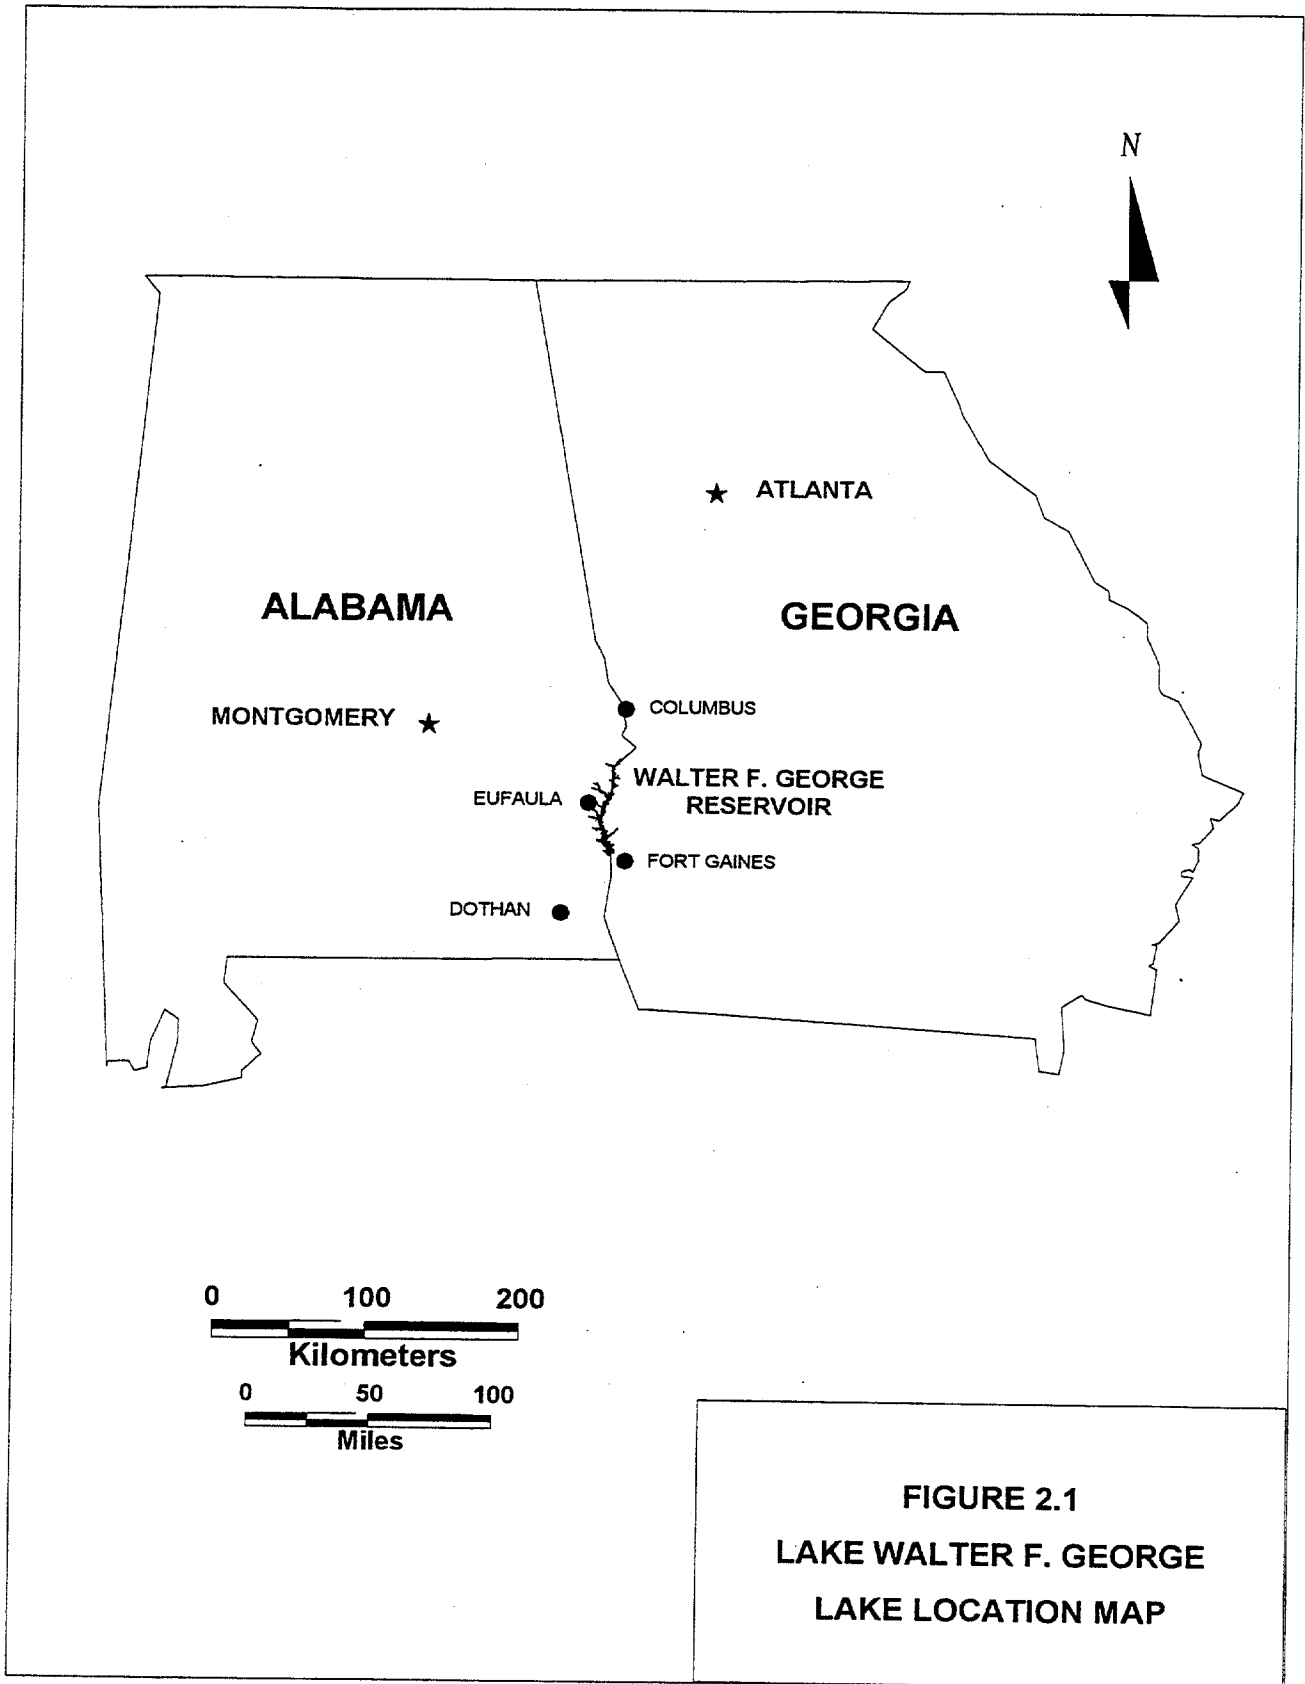 N
ATLANTA
ALABAMA
GEORGIA
COLUMBUS
MONTGOMERY
WALTER F. GEORGE
RESERVOIR
EUFAULA
FORT GAINES
DOTHAN
0 100 200
Kilometers
0 50 100
Miles
FIGURE 2.1
LAKE WALTER F. GEORGE
LAKE LOCATION MAP